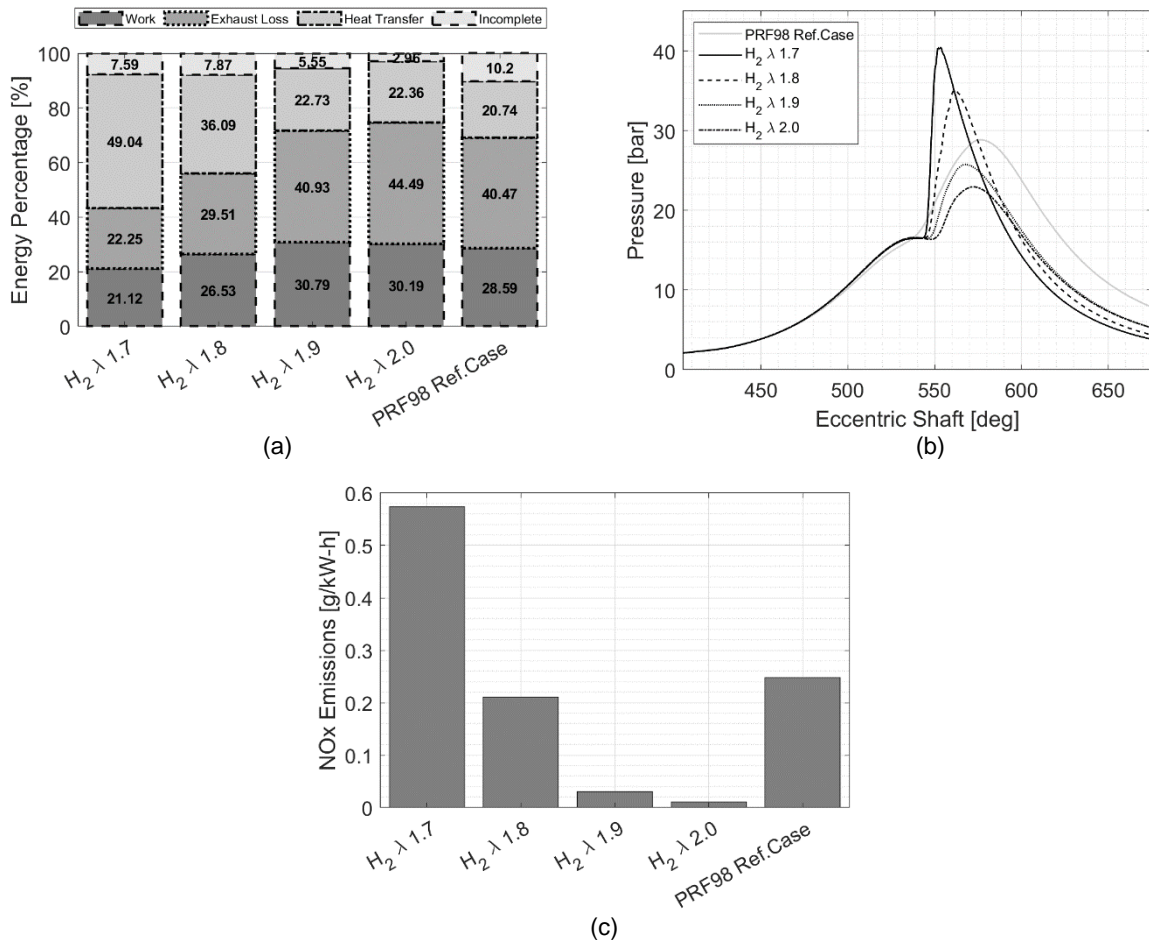 Work Exhaust Loss Heat Transfer Incomplete
Energy Percentage [%]
100
80
60
40
20
0
7.59 7.87 5.55 2.96 10.2
49.04 36.09 22.73 22.36 20.74
22.25 29.51 40.93 44.49 40.47
21.12 26.53 30.79 30.19 28.59
H2 λ 1.7 H2 λ 1.8 H2 λ 1.9 H2 λ 2.0 PRF98 Ref.Case
(a)
Pressure [bar]
40
30
20
10
0
PRF98 Ref.Case
H2 λ 1.7
H2 λ 1.8
H2 λ 1.9
H2 λ 2.0
450 500 550 600 650
Eccentric Shaft [deg]
(b)
NOx Emissions [g/kW-h]
0.6
0.5
0.4
0.3
0.2
0.1
0
H2 λ 1.7 H2 λ 1.8 H2 λ 1.9 H2 λ 2.0 PRF98 Ref.Case
(c)